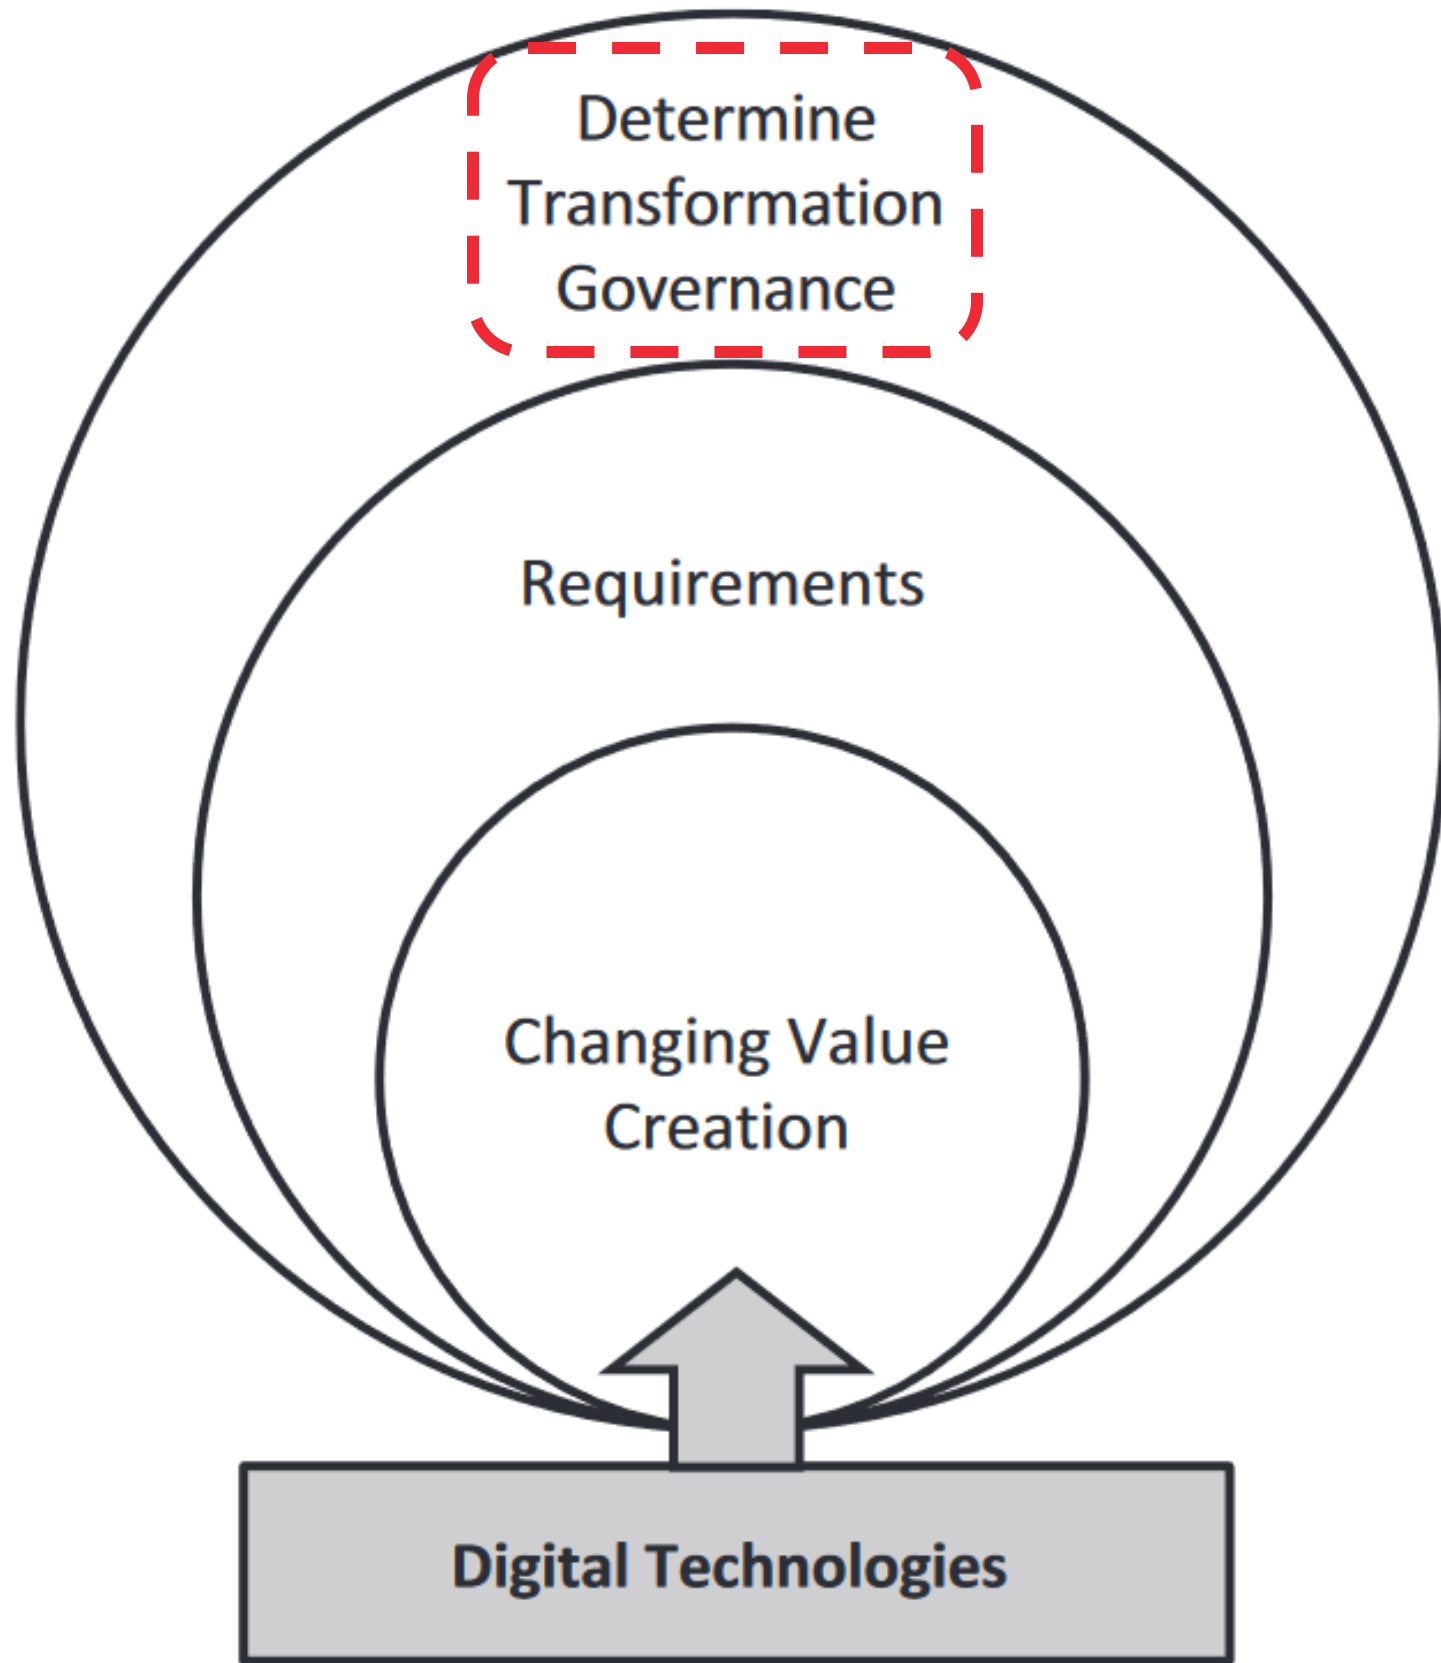 Determine
Transformation
Governance
Requirements
Changing Value
Creation
Digital Technologies